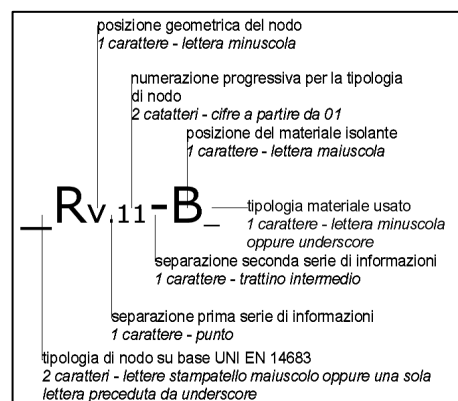 posizione geometrica del nodo
1 carattere - lettera minuscola
numerazione progressiva per la tipologia
di nodo
2 catatteri - cifre a partire da 01
posizione del materiale isolante
1 carattere - lettera maiuscola
_Rv.11-B_
tipologia materiale usato
1 carattere - lettera minuscola
oppure underscore
separazione seconda serie di informazioni
1 carattere - trattino intermedio
separazione prima serie di informazioni
1 carattere - punto
tipologia di nodo su base UNI EN 14683
2 caratteri - lettere stampatello maiuscolo oppure una sola
lettera preceduta da underscore